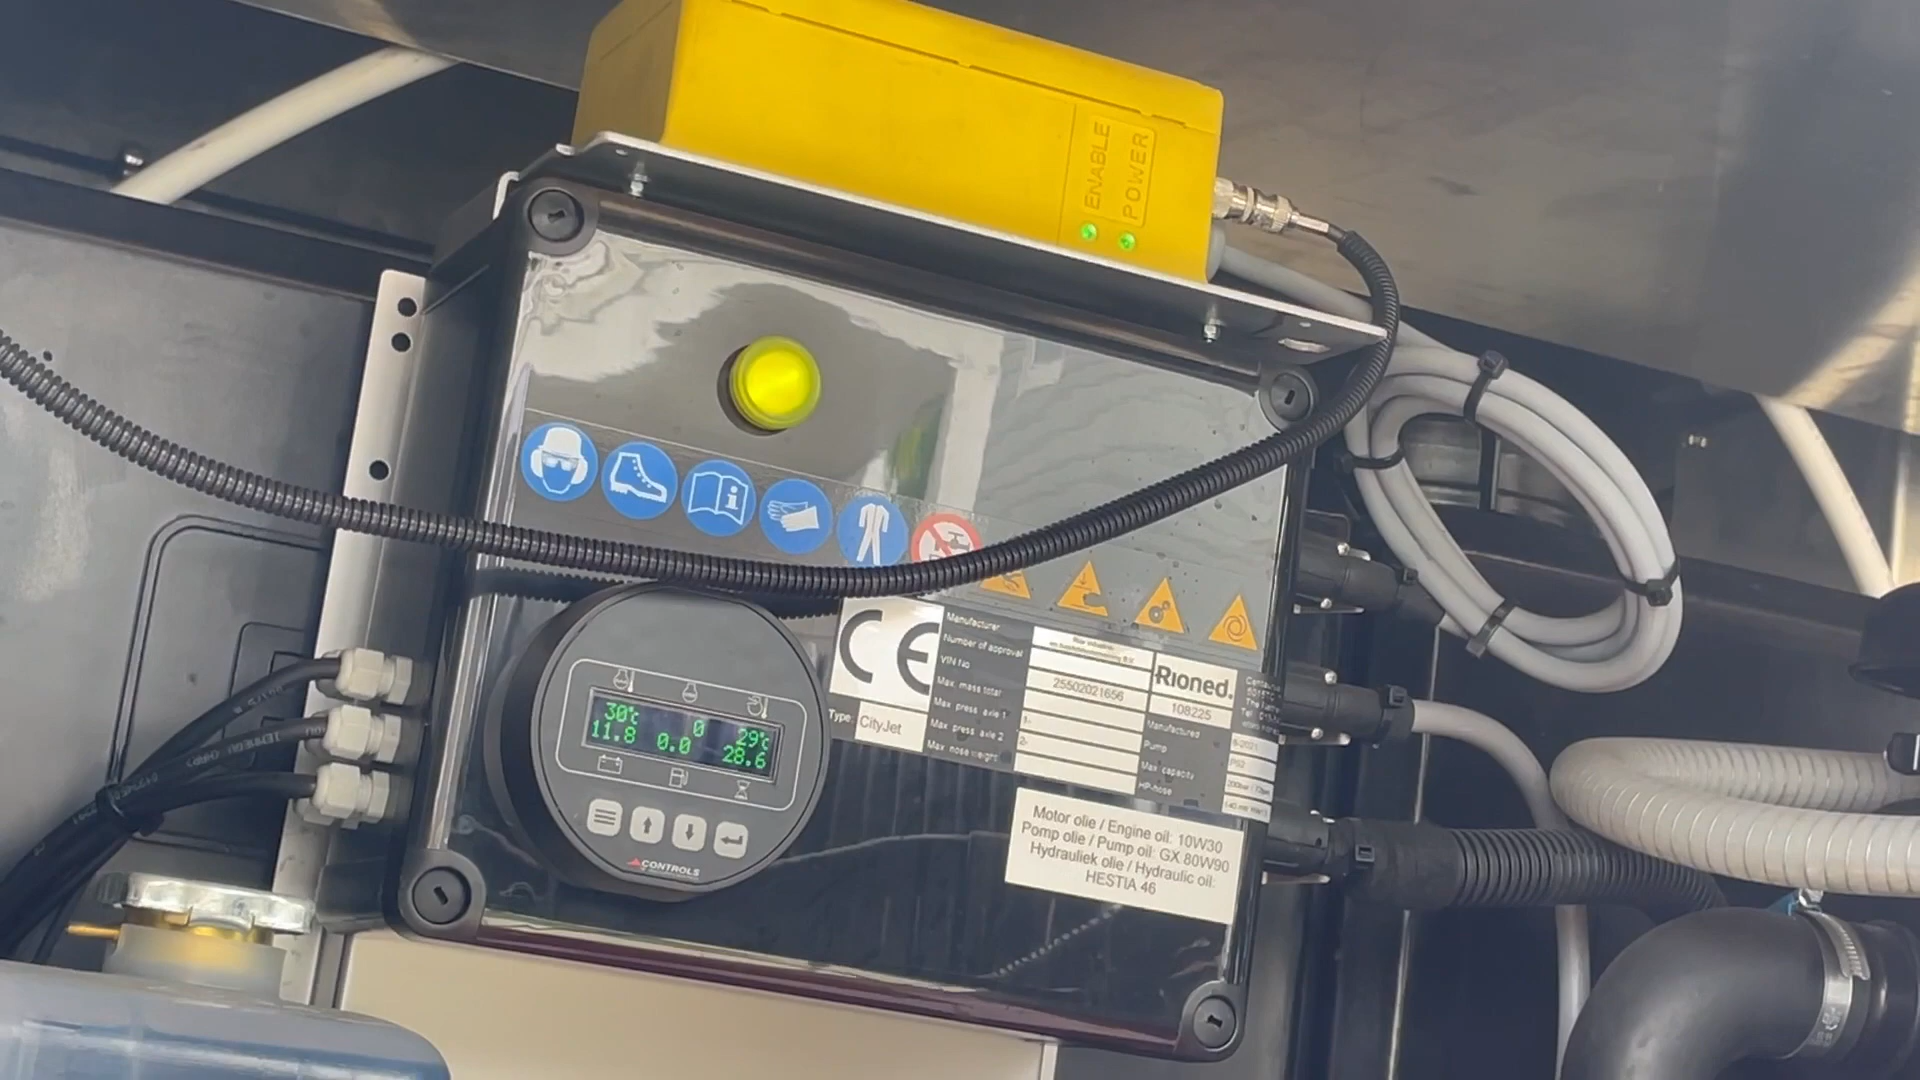 ENABLE
POWER
30°C 0 29°C
11.8 0.0 28.6
CONTROLS
CE
Type: CityJet
Manufacturer
Number of approval
VIN No
25502021656
Max. mass total
Max. press. axle 1
1-
Max. press. axle 2
2-
Max. nose weight
Rioned.
108225
Manufactured
Pump
Max. capacity
HP-hose
Motor olie / Engine oil: 10W30
Pomp olie / Pump oil: GX 80W90
Hydrauliek olie / Hydraulic oil:
HESTIA 46